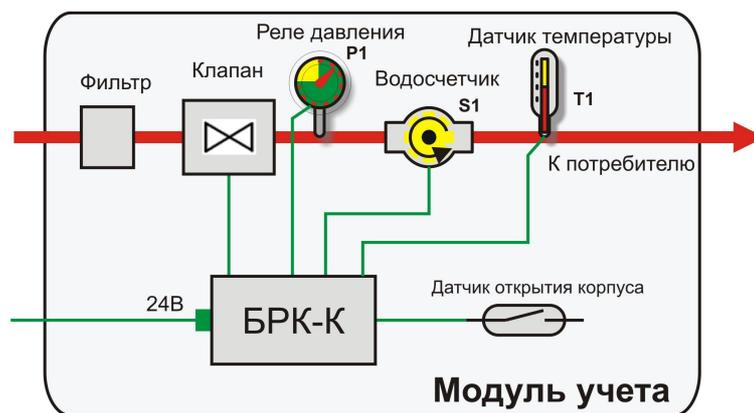 Реле давления
P1
Датчик температуры
Фильтр
Клапан
Водосчетчик
S1
T1
К потребителю
24В
БРК-К
Датчик открытия корпуса
Модуль учета